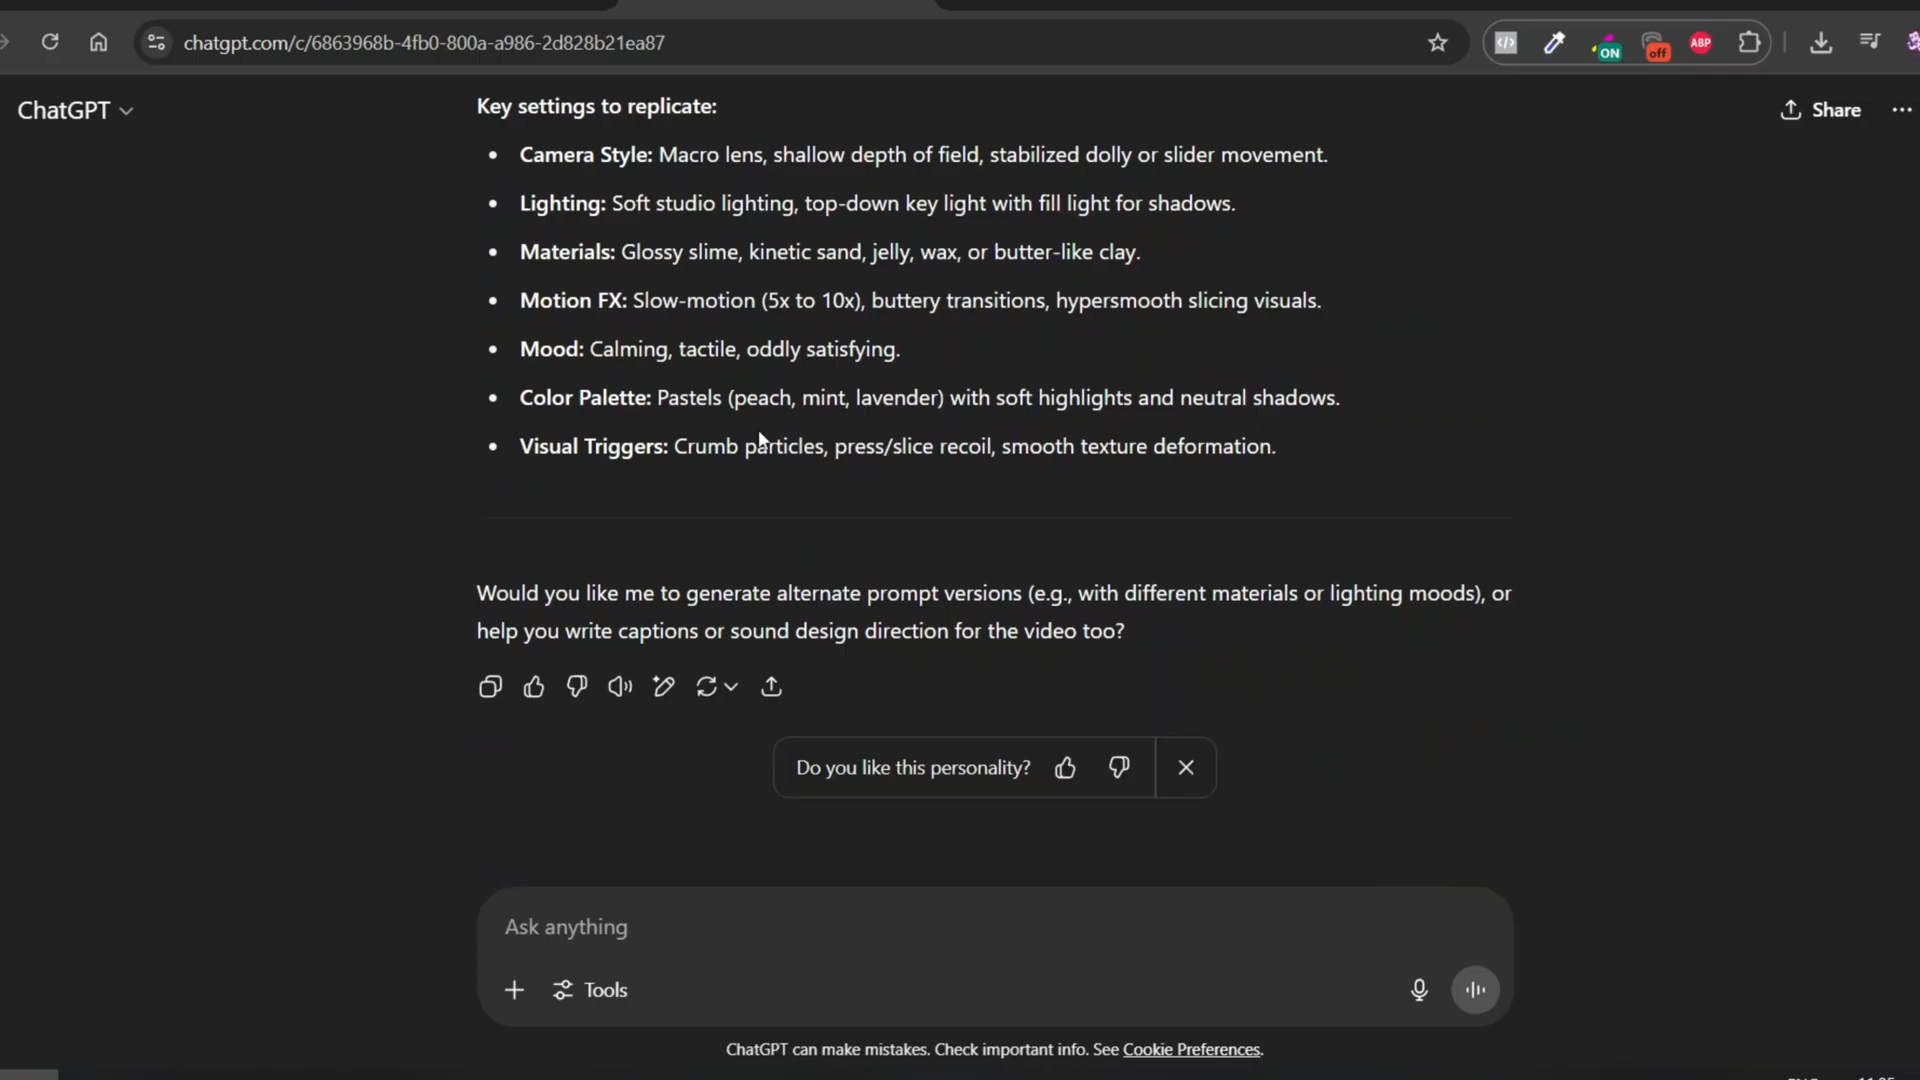 chatgpt.com/c/6863968b-4fb0-800a-a986-2d828b21ea87
ON
off
ABP
ChatGPT
Share
Key settings to replicate:
• Camera Style: Macro lens, shallow depth of field, stabilized dolly or slider movement.
• Lighting: Soft studio lighting, top-down key light with fill light for shadows.
• Materials: Glossy slime, kinetic sand, jelly, wax, or butter-like clay.
• Motion FX: Slow-motion (5x to 10x), buttery transitions, hypersmooth slicing visuals.
• Mood: Calming, tactile, oddly satisfying.
• Color Palette: Pastels (peach, mint, lavender) with soft highlights and neutral shadows.
• Visual Triggers: Crumb particles, press/slice recoil, smooth texture deformation.
Would you like me to generate alternate prompt versions (e.g., with different materials or lighting moods), or
help you write captions or sound design direction for the video too?
Do you like this personality?
Ask anything
Tools
ChatGPT can make mistakes. Check important info. See Cookie Preferences.